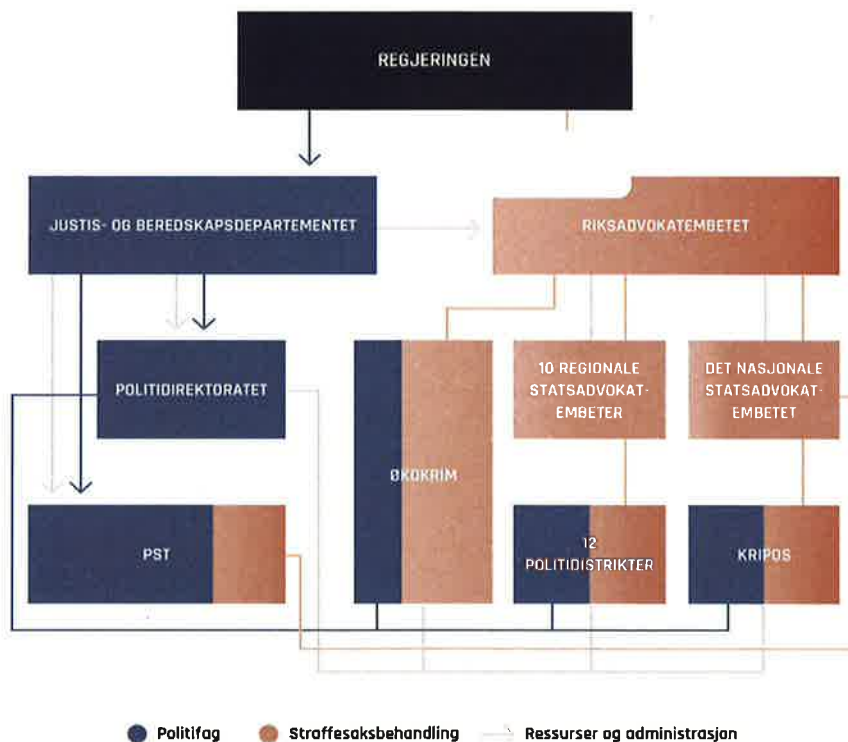 REGJERINGEN
JUSTIS- OG BEREDSKAPSDEPARTEMENTET
RIKSADVOKATEMBETET
POLITIDIREKTORATET
ØKOKRIM
10 REGIONALE
STATSADVOKAT-
EMBETER
DET NASJONALE
STATSADVOKAT-
EMBETET
PST
12
POLITIDISTRIKTER
KRIPOS
Politifag
Straffesaksbehandling
Ressurser og administrasjon